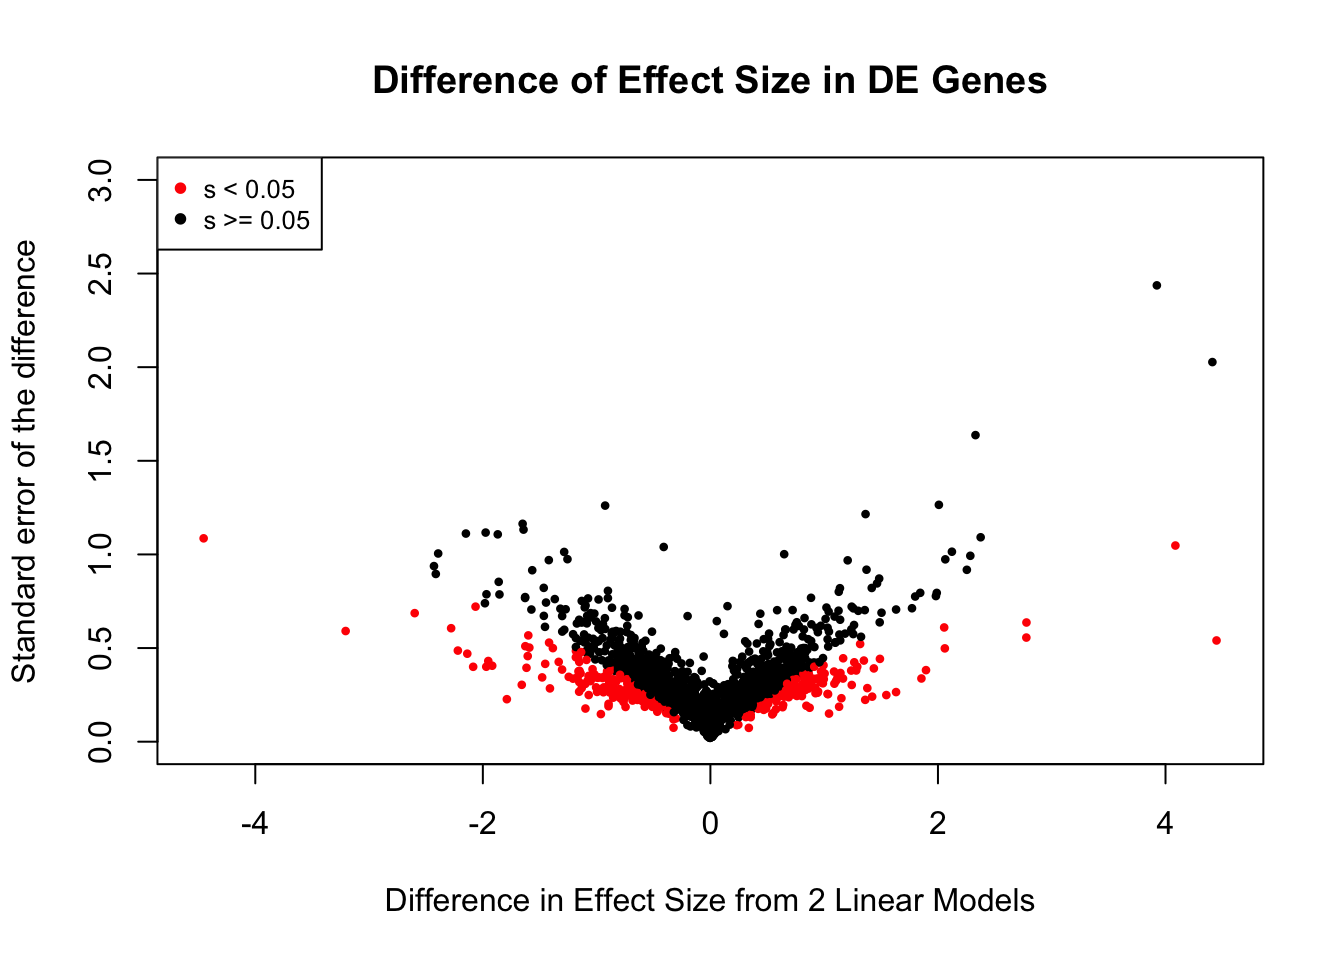 Difference of Effect Size in DE Genes
s < 0.05
s >= 0.05
Standard error of the difference
3.0
2.5
2.0
1.5
1.0
0.5
0.0
-4
-2
0
2
4
Difference in Effect Size from 2 Linear Models